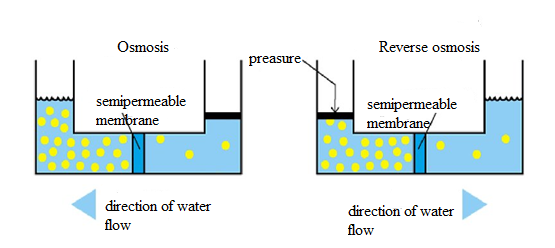 Osmosis
Reverse osmosis
preasure
semipermeable
membrane
semipermeable
membrane
direction of water
flow
direction of water
flow